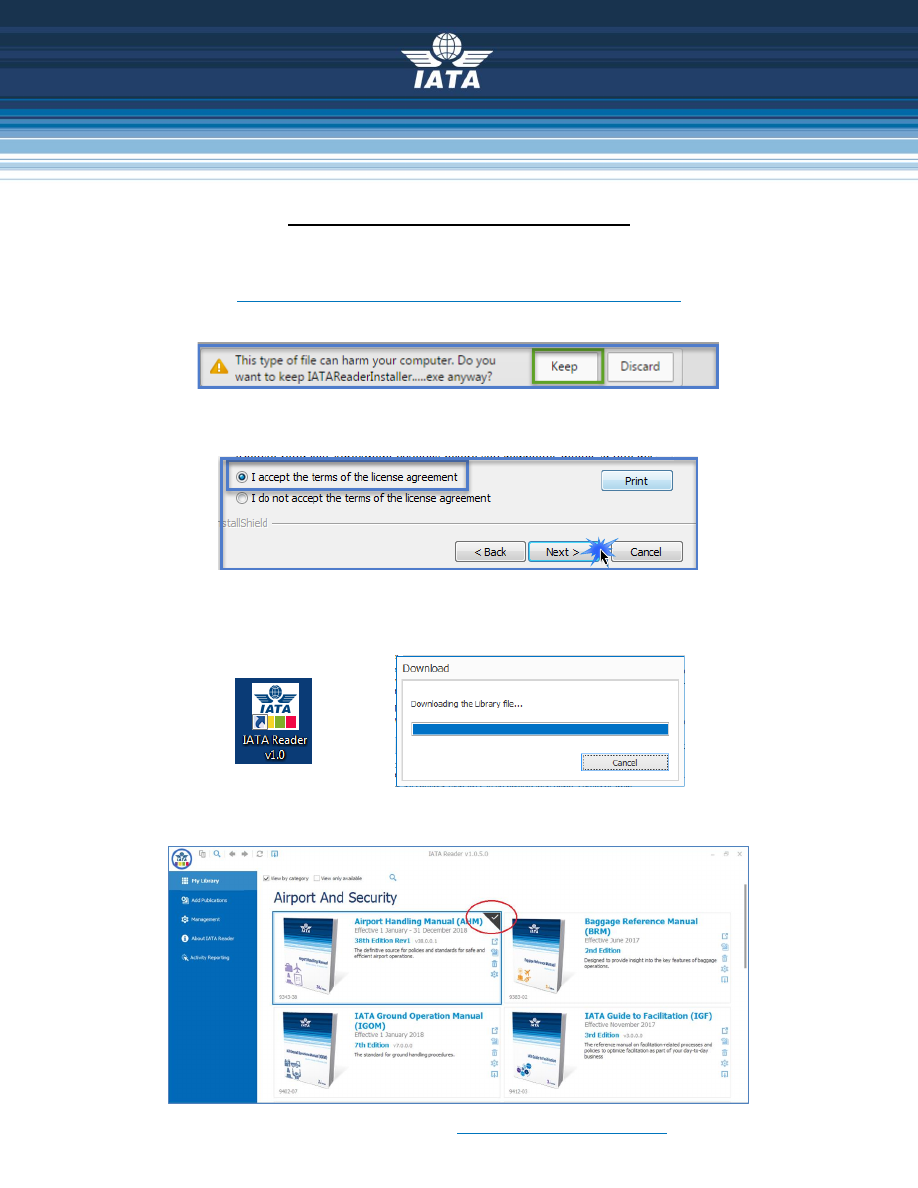 IATA
This type of file can harm your computer. Do you
want to keep IATAReaderInstaller.....exe anyway?
Keep
Discard
I accept the terms of the license agreement
Print
I do not accept the terms of the license agreement
stallShield
< Back
Next >
Cancel
IATA
IATA Reader
v1.0
Download
Downloading the Library file...
Cancel
IATA Reader v1.0.5.0
My Library
Add Publications
Management
About IATA Reader
Activity Reporting
View by category
View only available
Airport And Security
Airport Handling Manual (AHM)
Effective 1 January - 31 December 2018
38th Edition Rev1 v38.0.0.1
The definitive source for policies and standards for safe and
efficient airport operations.
9343-38
Baggage Reference Manual
(BRM)
Effective June 2017
2nd Edition
Designed to provide insight into the key features of baggage
operations.
9380-02
IATA Ground Operation Manual
(IGOM)
Effective 1 January 2018
7th Edition v7.0.0.0
The standard for ground handling procedures.
9402-07
IATA Guide to Facilitation (IGF)
Effective November 2017
3rd Edition v3.0.0.0
The reference manual on facilitation-related processes and
policies to optimize facilitation as part of your day-to-day
business
9412-03